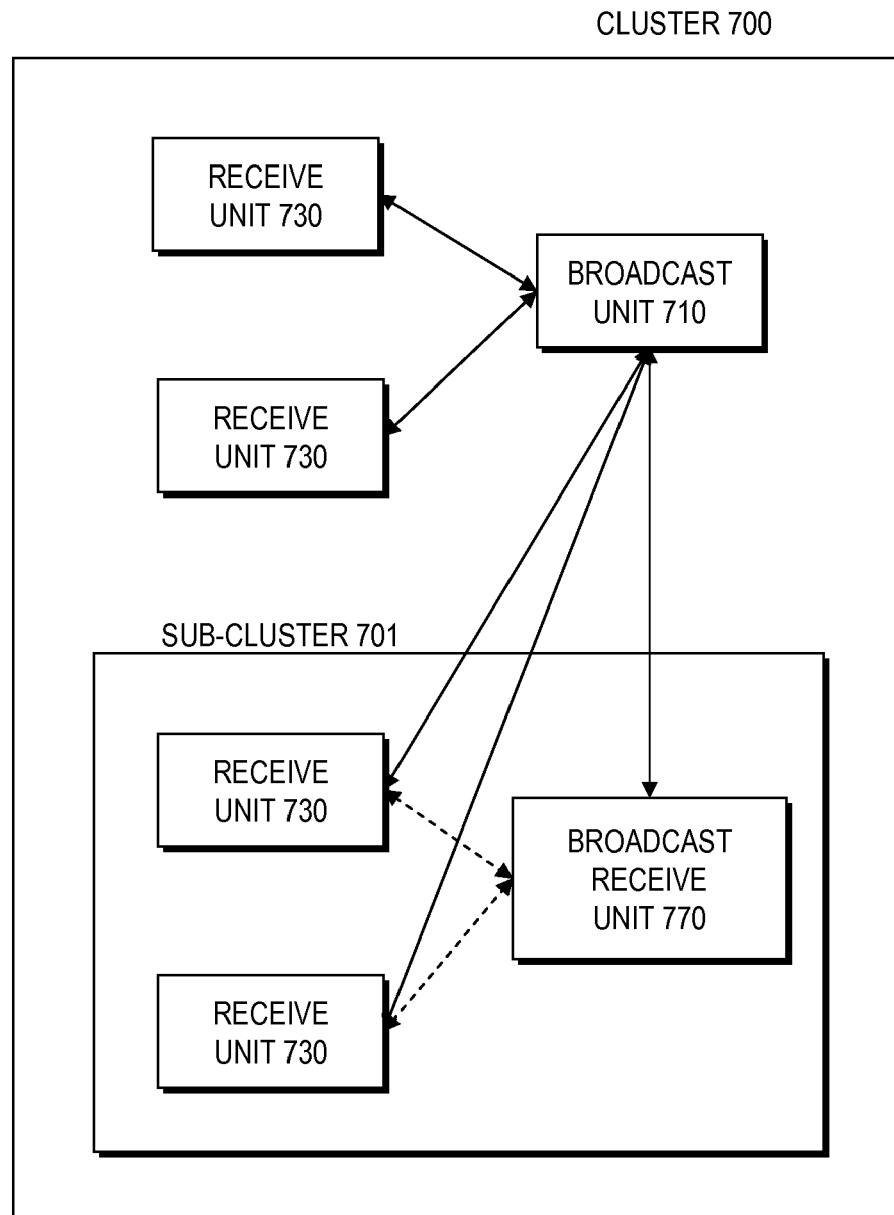 CLUSTER 700
RECEIVE
UNIT 730
BROADCAST
UNIT 710
RECEIVE
UNIT 730
SUB-CLUSTER 701
RECEIVE
UNIT 730
BROADCAST
RECEIVE
UNIT 770
RECEIVE
UNIT 730